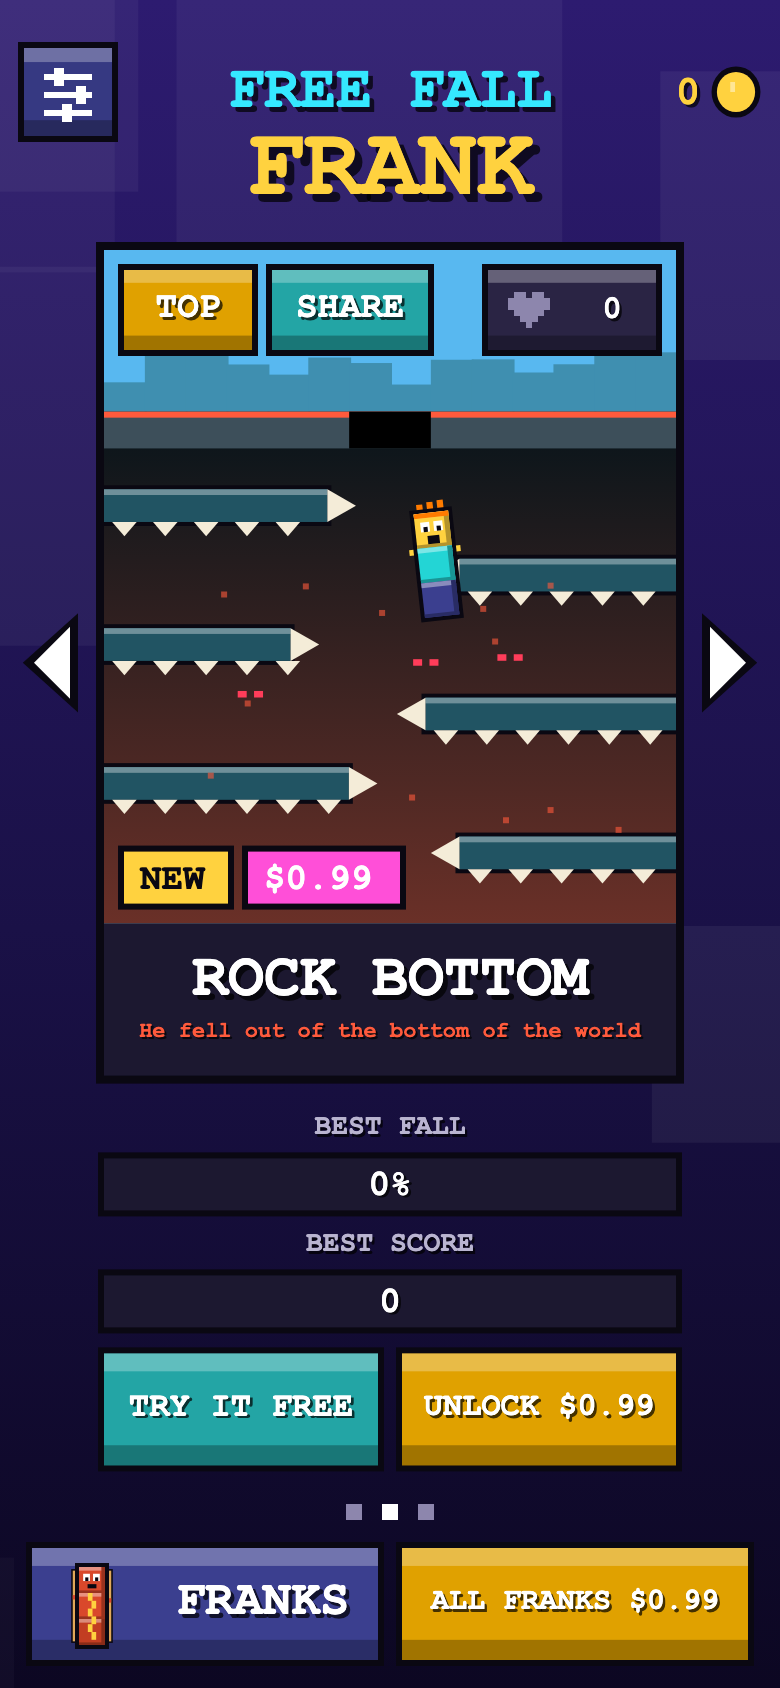 FREE FALL
FRANK
0
TOP
SHARE
0
NEW
$0.99
ROCK BOTTOM
He fell out of the bottom of the world
BEST FALL
0%
BEST SCORE
0
TRY IT FREE
UNLOCK $0.99
FRANKS
ALL FRANKS $0.99